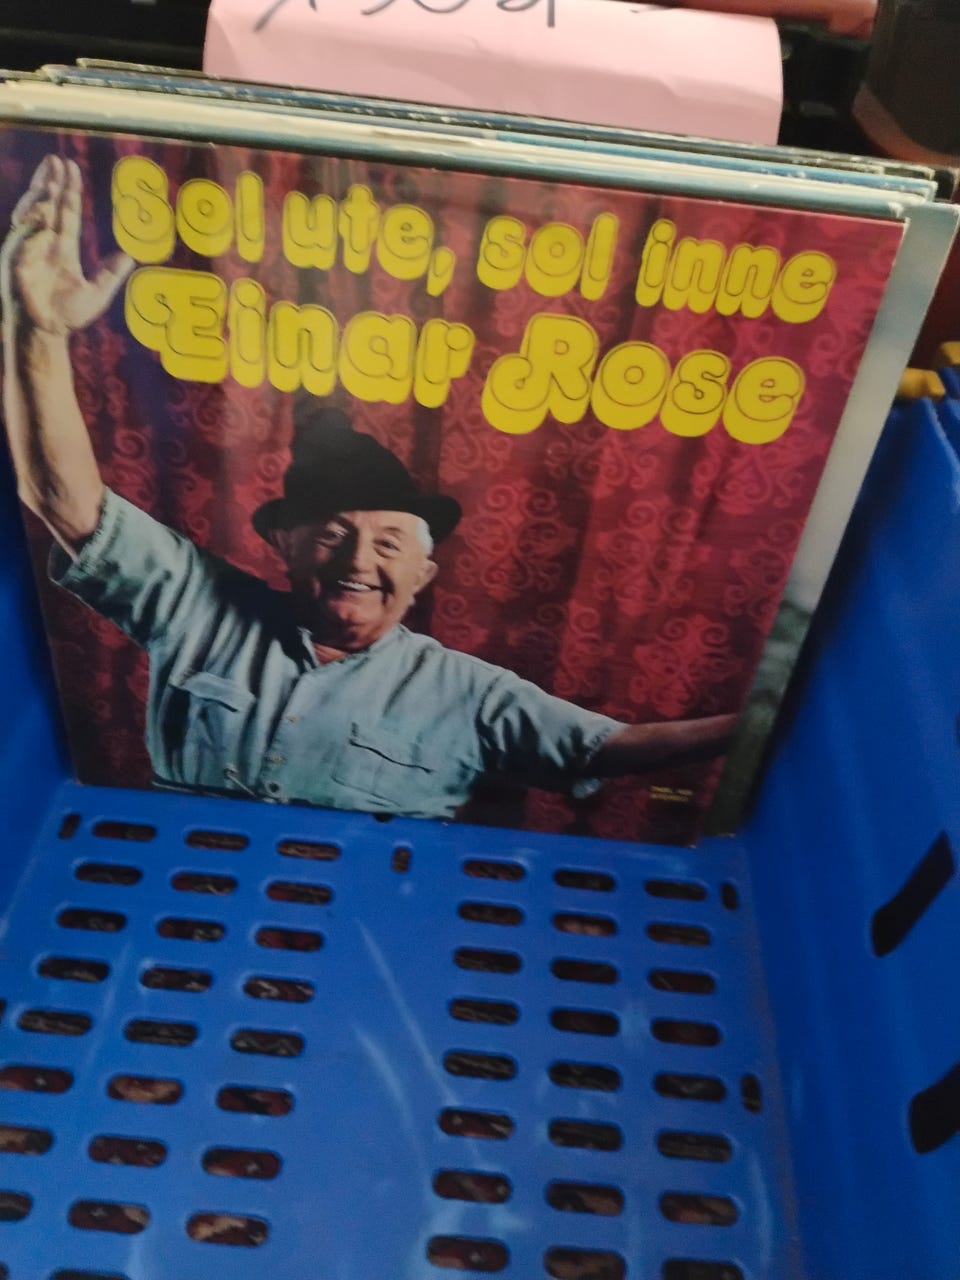 Sol ute, sol inne
Einar Rose